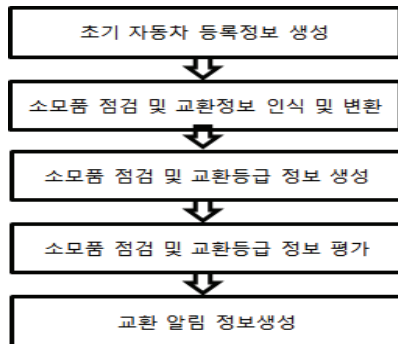 초기 자동차 등록정보 생성
소모품 점검 및 교환정보 인식 및 변환
소모품 점검 및 교환등급 정보 생성
소모품 점검 및 교환등급 정보 평가
교환 알림 정보생성